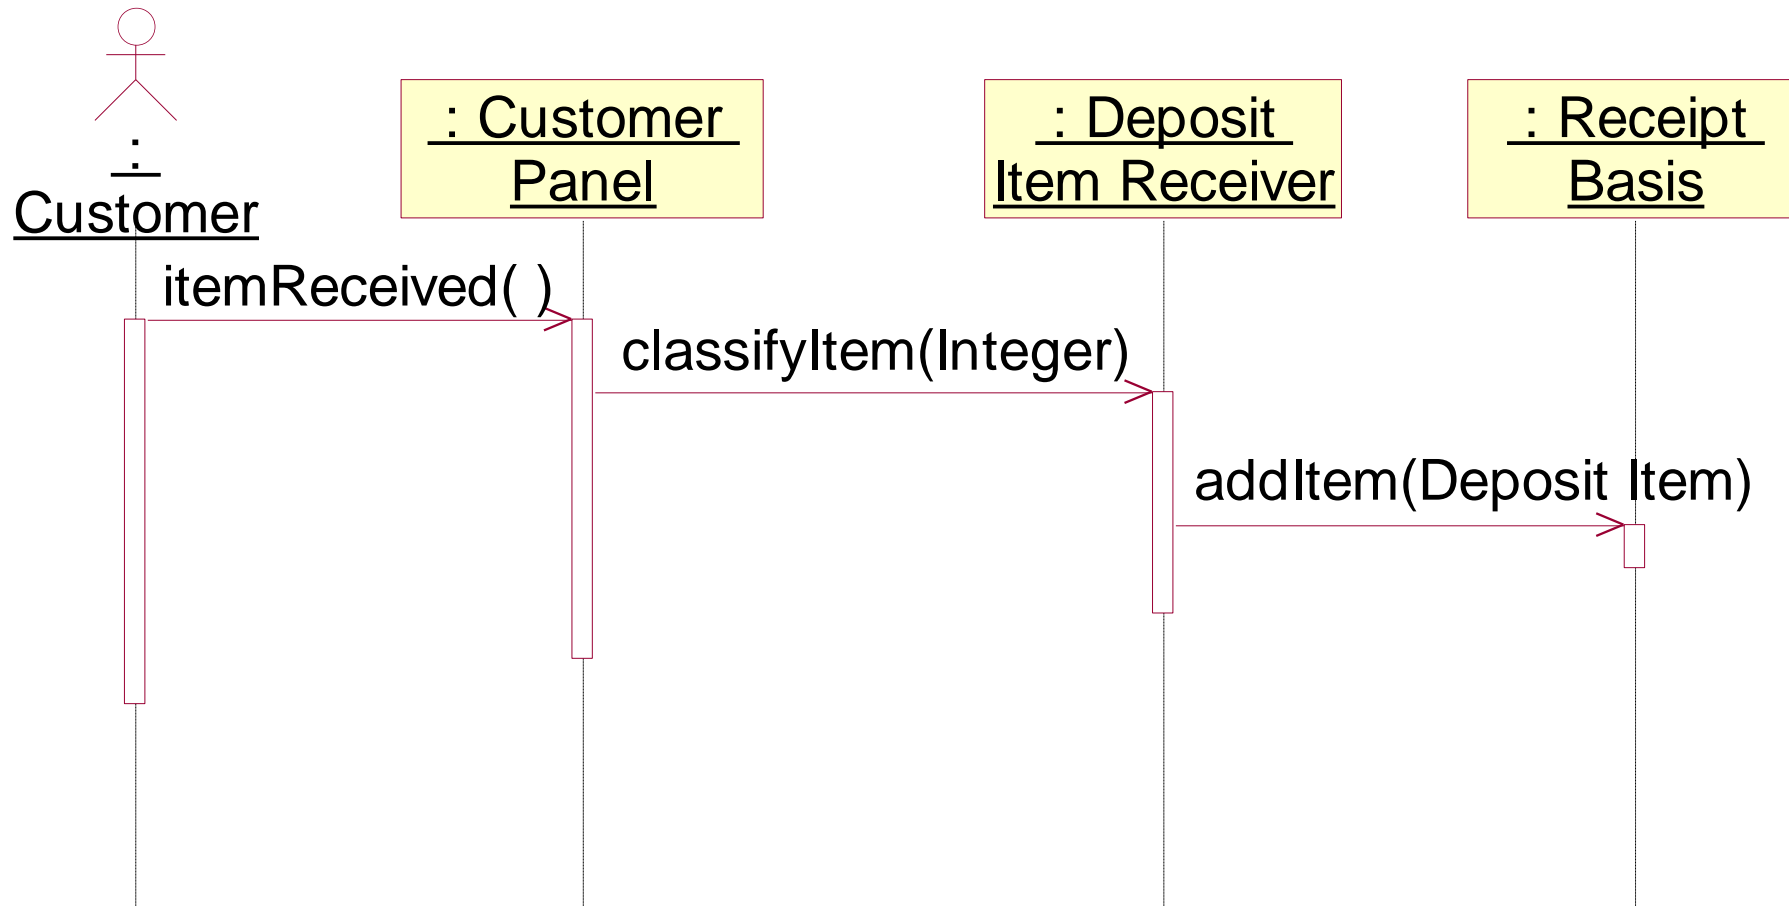 :
Customer
: Customer
Panel
: Deposit
Item Receiver
: Receipt
Basis
itemReceived( )
classifyItem(Integer)
addItem(Deposit Item)